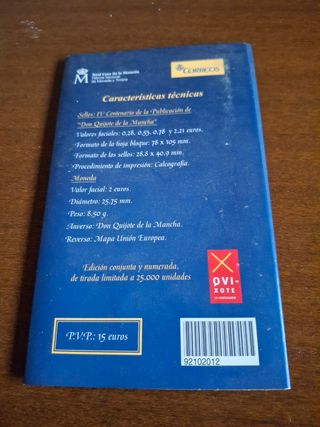 Real Casa de la Moneda
Fábrica Nacional
de Moneda y Timbre
M
CORREOS
Características técnicas
Sellos: IV Centenario de la Publicación de
"Don Quijote de la Mancha"
Valores faciales: 0,28, 0,53, 0,78 y 2,21 euros.
Formato de la hoja bloque: 78 x 105 mm.
Formato de los sellos: 28,8 x 40,9 mm.
Procedimiento de impresión: Calcografía.
Moneda
Valor facial: 2 euros.
Diámetro: 25,75 mm.
Peso: 8,50 g.
Anverso: Don Quijote de la Mancha.
Reverso: Mapa Unión Europea.
Edición conjunta y numerada,
de tirada limitada a 25.000 unidades
QVI-
XOTE
IV CENTENARIO
P.V.P.: 15 euros
92102012